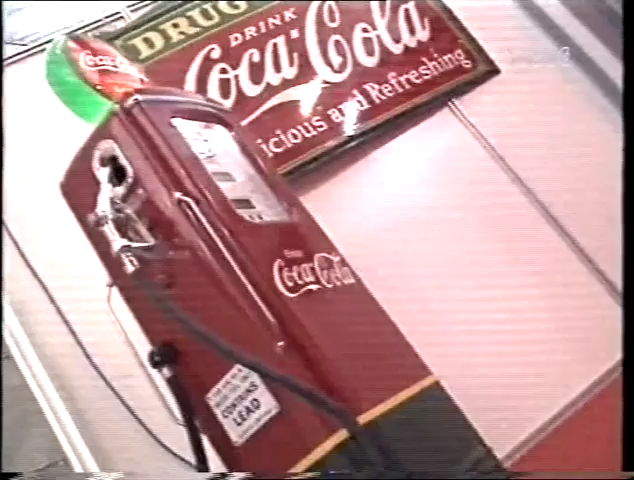 DRUG
DRINK
Coca-Cola
icious and Refreshing
Coca-Cola
Coca-Cola
CONTAINS
LEAD